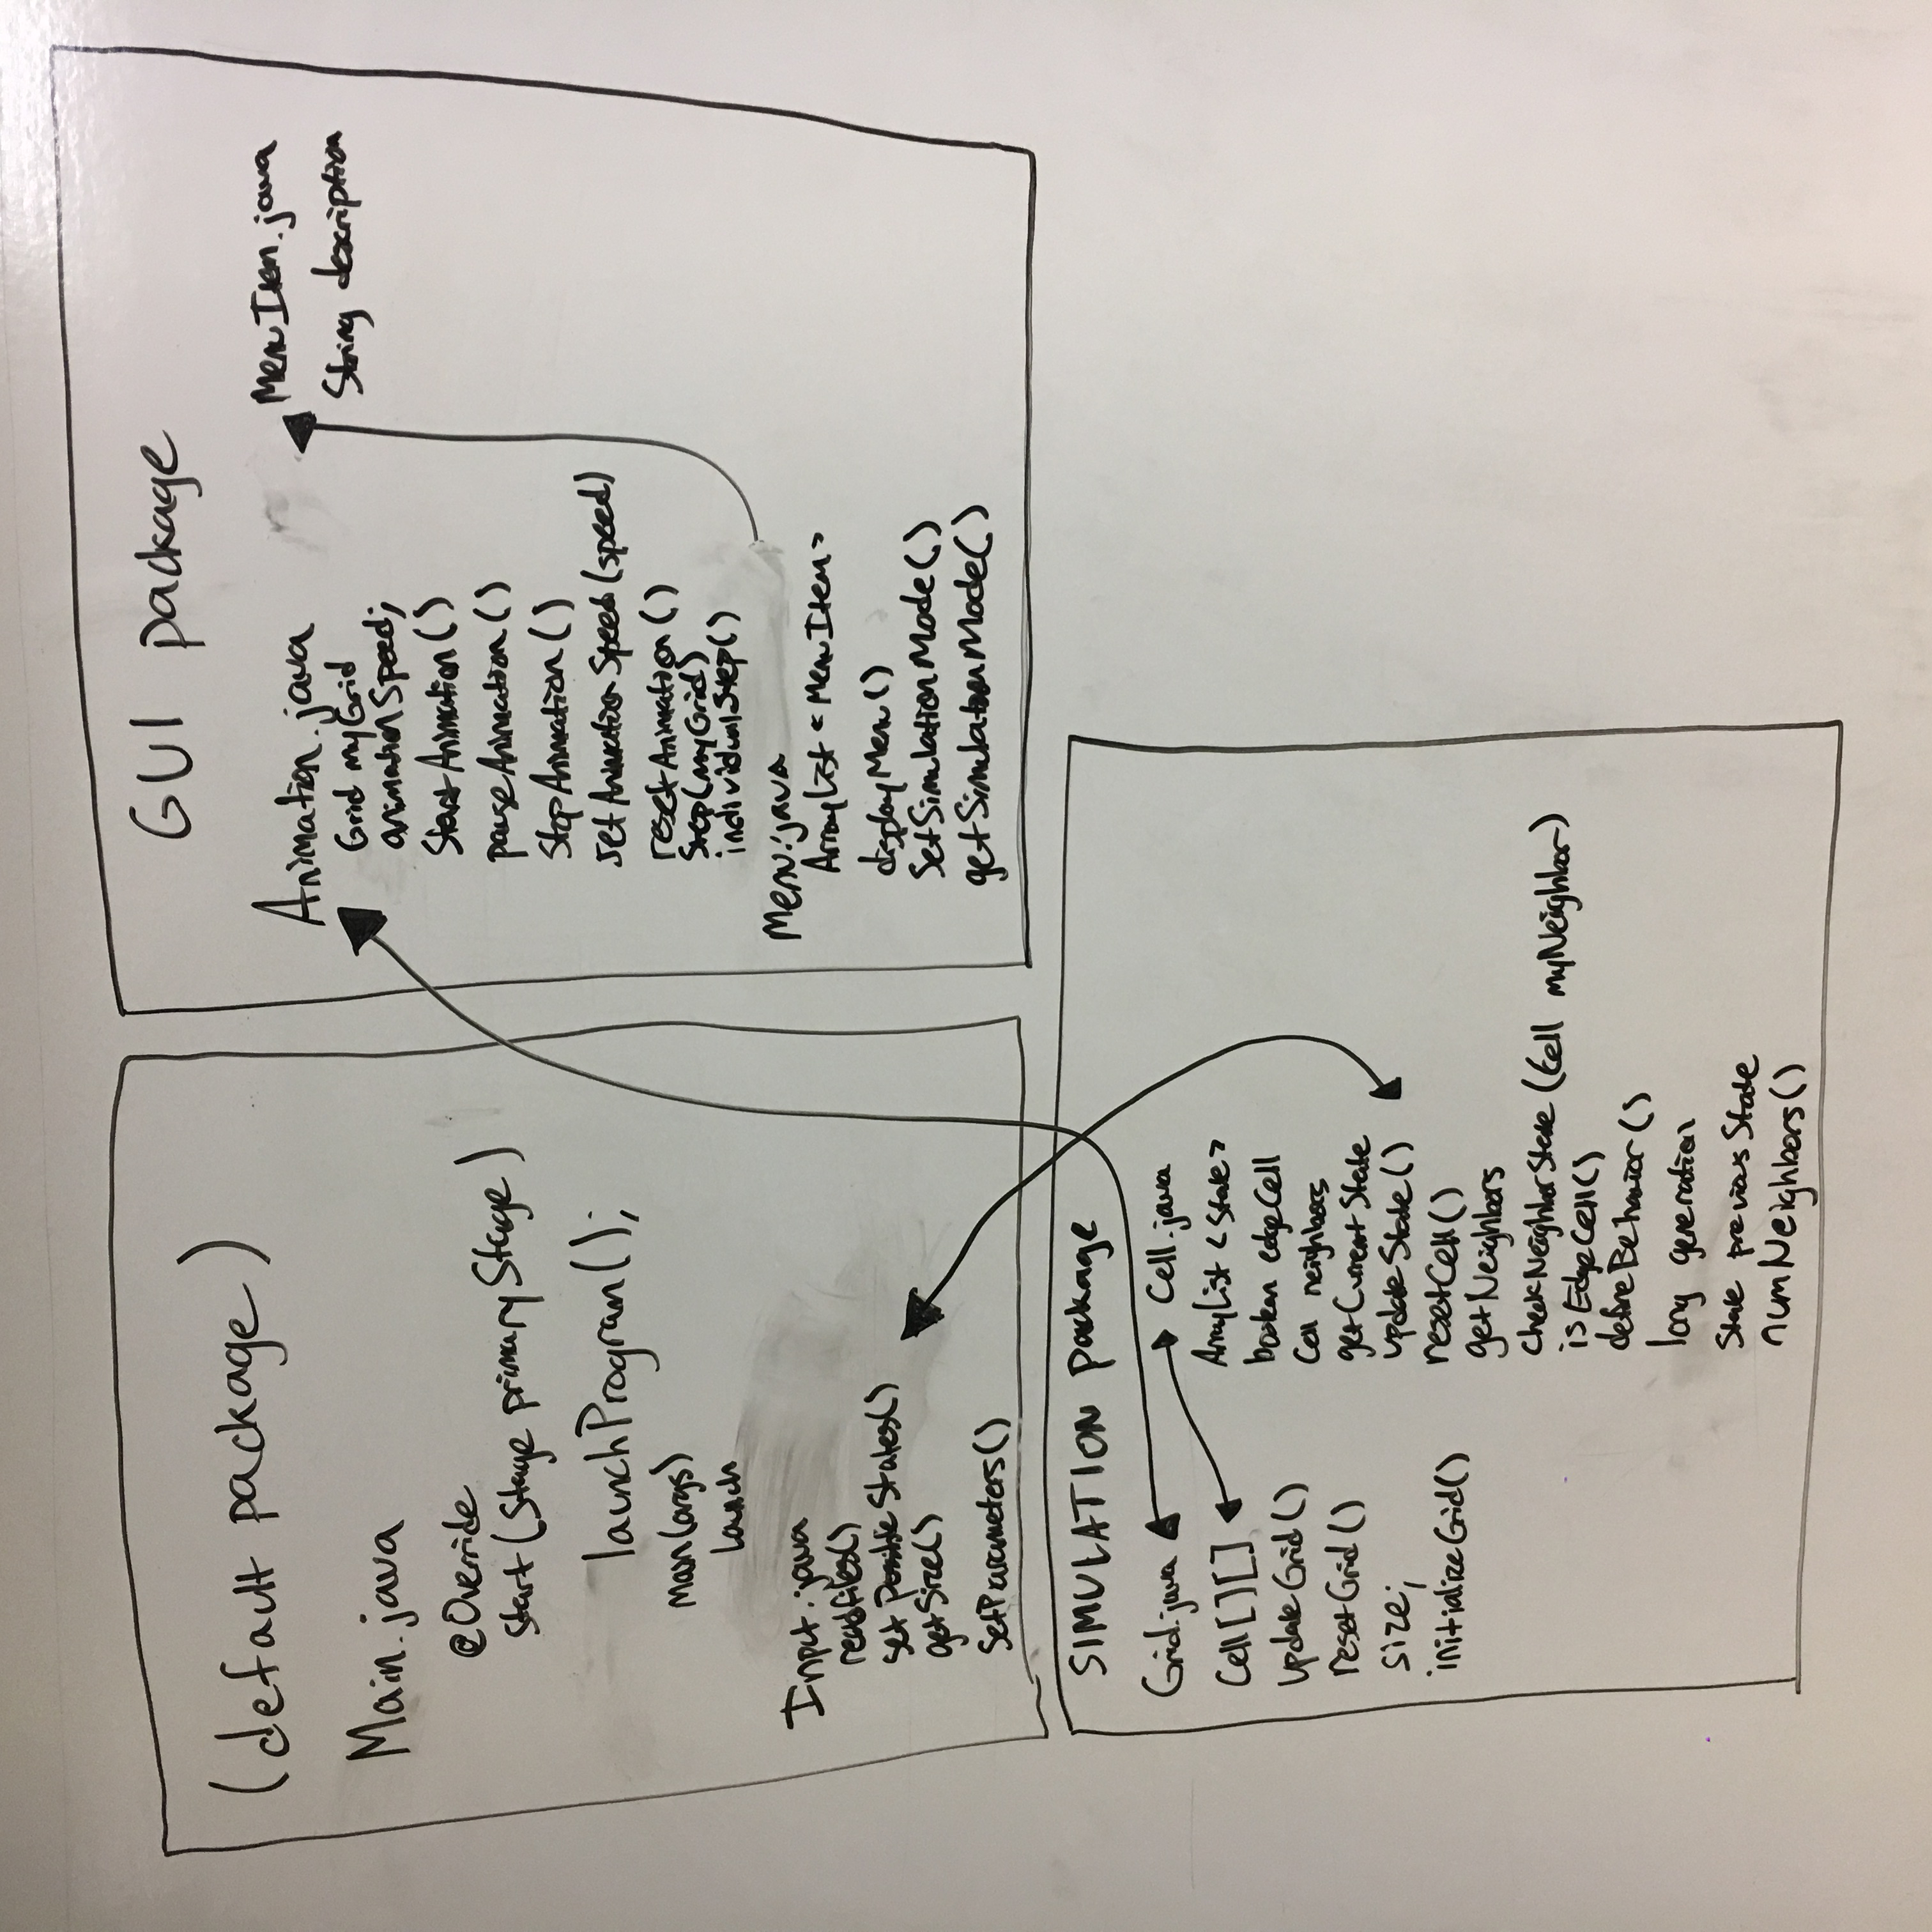 (default package)
Main.java
@Override
start(Stage primaryStage)
launchProgram();
main(args)
launch
Input.java
readfiles()
set Possible States()
getSize()
SetParameters()
GUI package
Animation.java
Grid myGrid
animationSpeed;
StartAnimation()
pauseAnimation()
StopAnimation()
setAnimationSpeed(speed)
resetAnimation()
Step(myGrid)
individualStep()
Menu.java
ArrayList <MenuItem>
displayMenu()
SetSimulationMode()
getSimulationMode()
MenuItem.java
String description
SIMULATION package
Grid.java
Cell[][]
updateGrid()
resetGrid()
size;
initializeGrid()
Cell.java
ArrayList <State>
boolean edgeCell
Cell neighbors
getCurrentState
updateState()
resetCell()
getNeighbors
checkNeighborState(Cell myNeighbor)
isEdgeCell()
defineBehavior()
long generation
State previousState
numNeighbors()